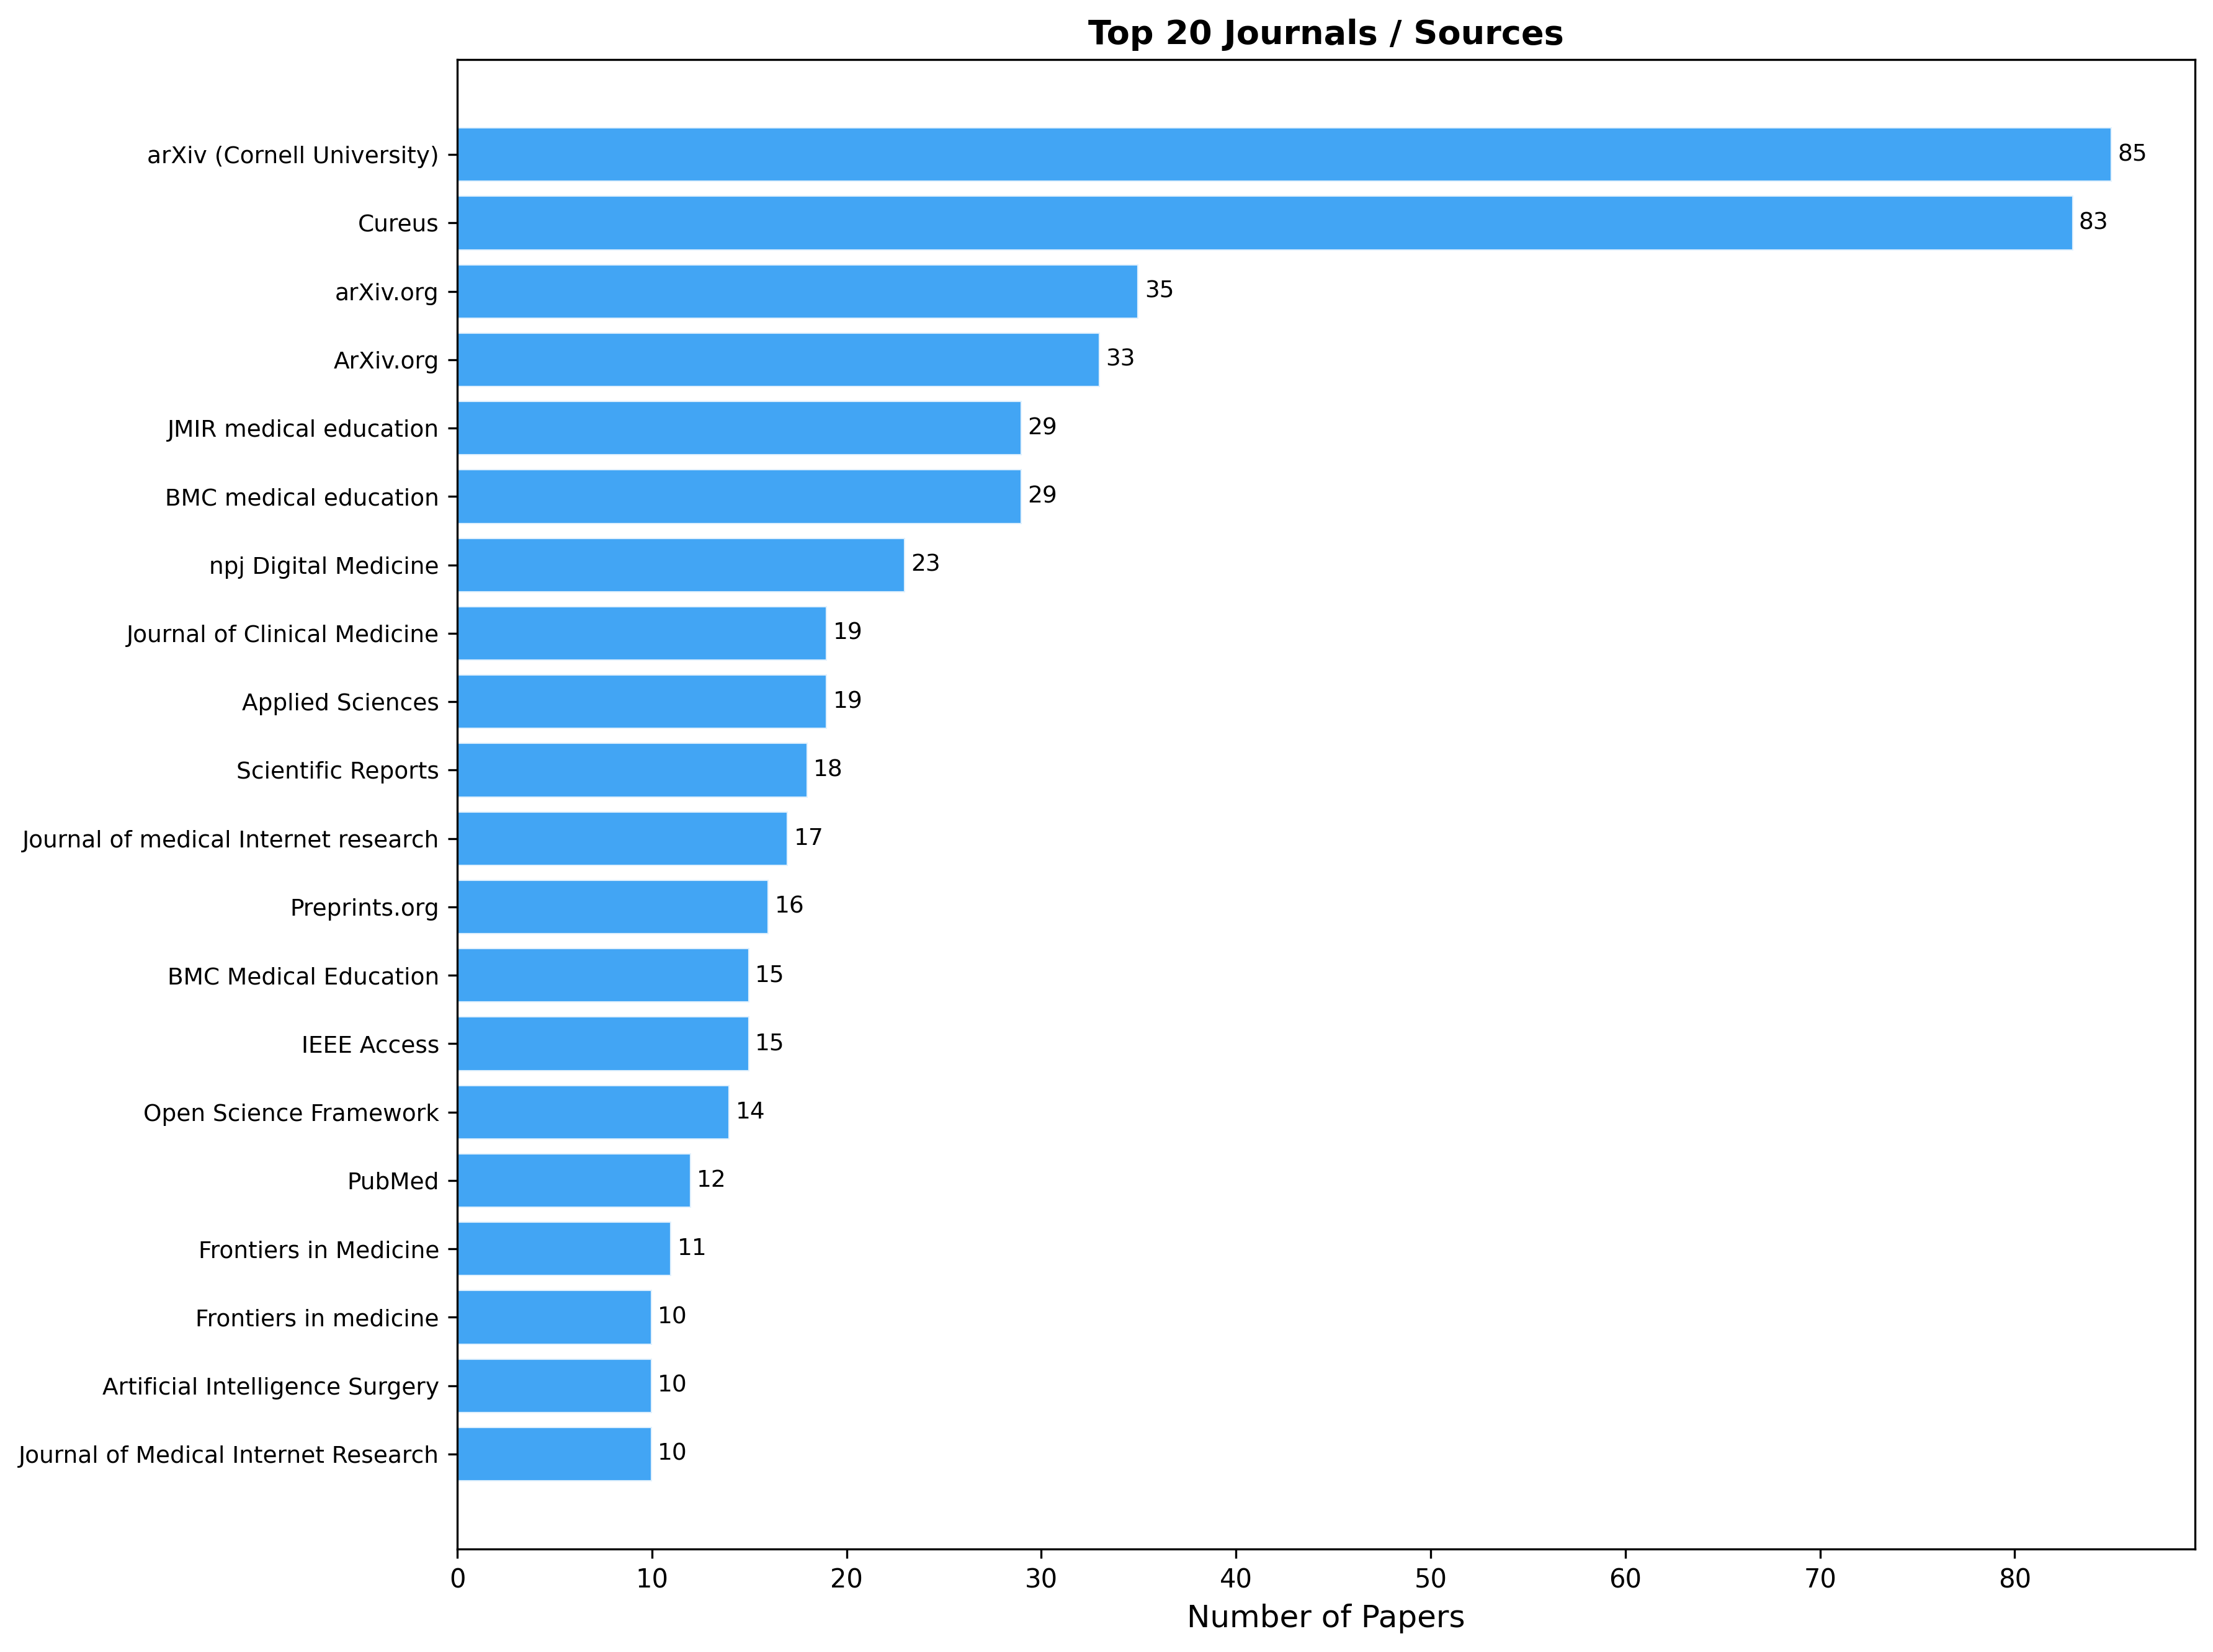 Top 20 Journals / Sources
arXiv (Cornell University) 85
Cureus 83
arXiv.org 35
ArXiv.org 33
JMIR medical education 29
BMC medical education 29
npj Digital Medicine 23
Journal of Clinical Medicine 19
Applied Sciences 19
Scientific Reports 18
Journal of medical Internet research 17
Preprints.org 16
BMC Medical Education 15
IEEE Access 15
Open Science Framework 14
PubMed 12
Frontiers in Medicine 11
Frontiers in medicine 10
Artificial Intelligence Surgery 10
Journal of Medical Internet Research 10
0 10 20 30 40 50 60 70 80
Number of Papers